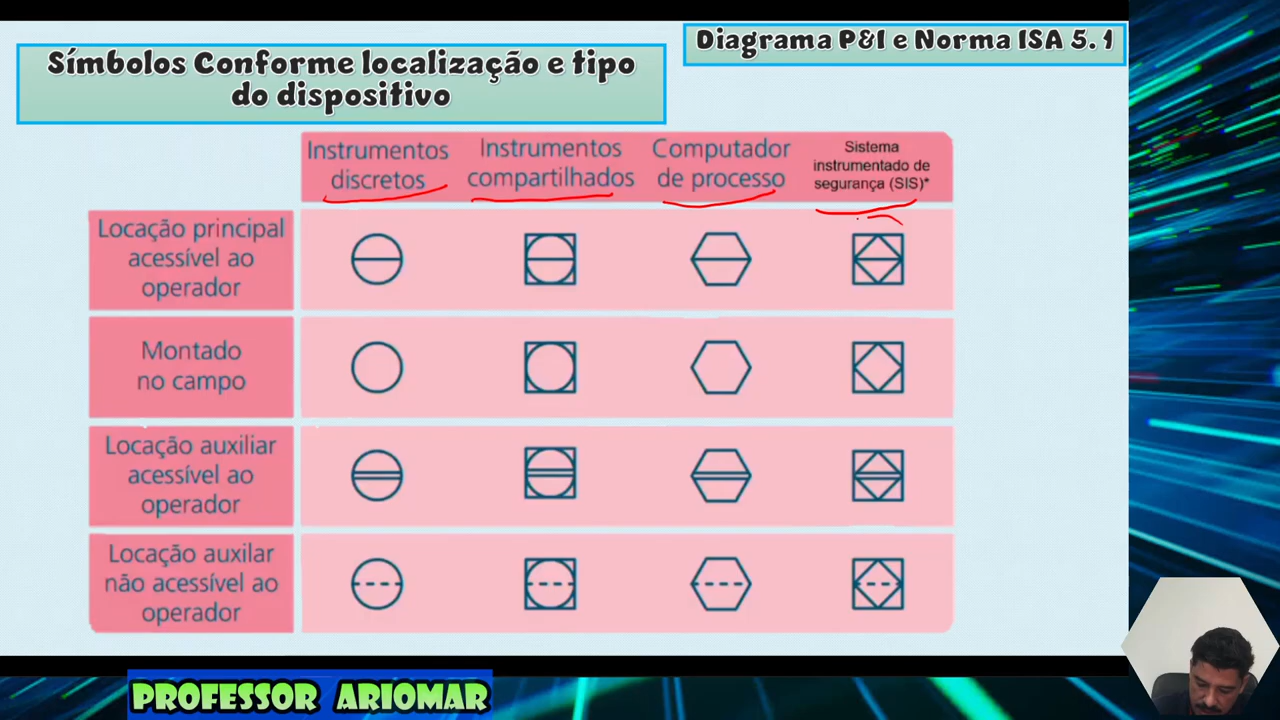 Símbolos Conforme localização e tipo
do dispositivo
Diagrama P&I e Norma ISA 5.1
Instrumentos
discretos
Instrumentos
compartilhados
Computador
de processo
Sistema
instrumentado de
segurança (SIS)*
Locação principal
acessível ao
operador
Montado
no campo
Locação auxiliar
acessível ao
operador
Locação auxilar
não acessível ao
operador
PROFESSOR ARIOMAR